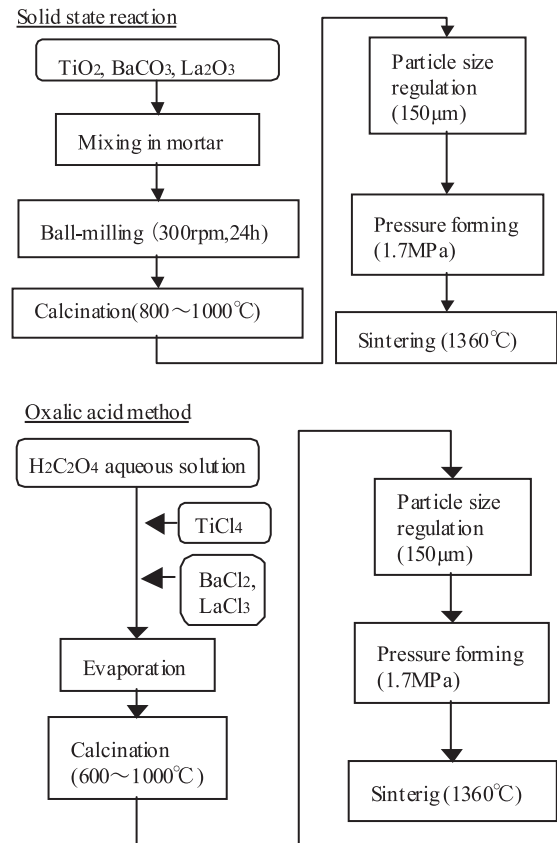 Solid state reaction
TiO2, BaCO3, La2O3
Mixing in mortar
Ball-milling (300rpm,24h)
Calcination(800～1000℃)
Particle size
regulation
(150μm)
Pressure forming
(1.7MPa)
Sintering (1360℃)
Oxalic acid method
H2C2O4 aqueous solution
TiCl4
BaCl2,
LaCl3
Evaporation
Calcination
(600～1000℃)
Particle size
regulation
(150μm)
Pressure forming
(1.7MPa)
Sinterig (1360℃)